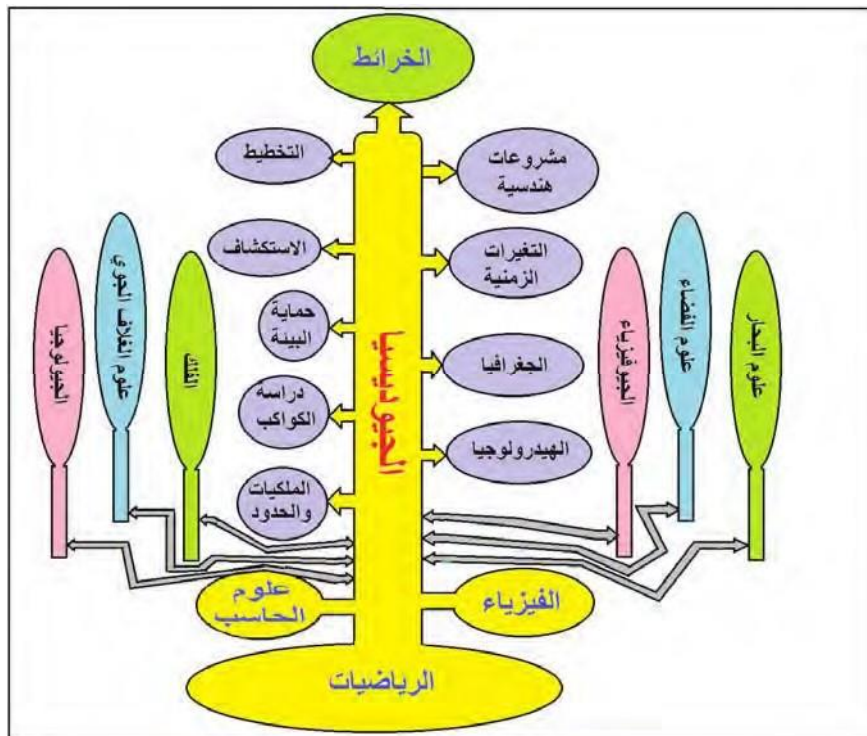 الخرائط
مشروعات
هندسية
التخطيط
التغيرات
الزمنية
الاستكشاف
الجغرافيا
حماية
البيئة
الهيدرولوجيا
دراسة
الكواكب
الملكيات
والحدود
الجيوديسيا
علوم البحار
علوم الفضاء
الجيوفيزياء
الفلك
علوم الغلاف الجوي
الجيولوجيا
الفيزياء
علوم
الحاسب
الرياضيات